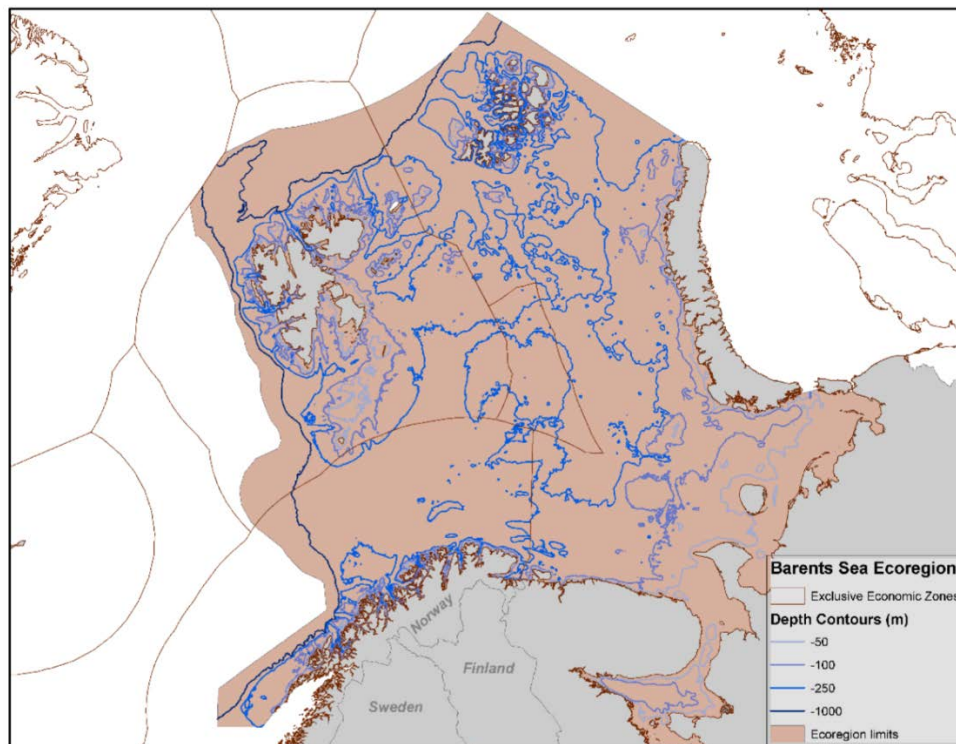 Norway
Finland
Sweden
Barents Sea Ecoregion
Exclusive Economic Zones
Depth Contours (m)
-50
-100
-250
-1000
Ecoregion limits